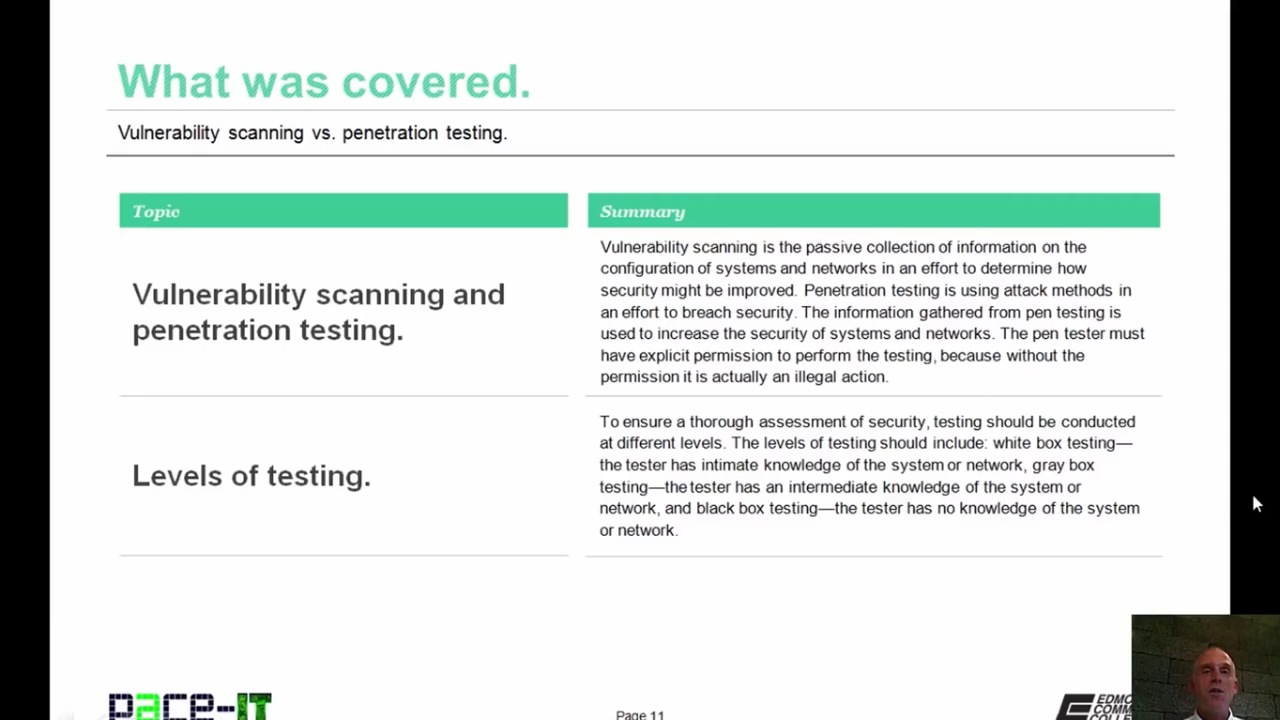 What was covered.
Vulnerability scanning vs. penetration testing.
Topic
Summary
Vulnerability scanning and
penetration testing.
Vulnerability scanning is the passive collection of information on the
configuration of systems and networks in an effort to determine how
security might be improved. Penetration testing is using attack methods in
an effort to breach security. The information gathered from pen testing is
used to increase the security of systems and networks. The pen tester must
have explicit permission to perform the testing, because without the
permission it is actually an illegal action.
Levels of testing.
To ensure a thorough assessment of security, testing should be conducted
at different levels. The levels of testing should include: white box testing—
the tester has intimate knowledge of the system or network, gray box
testing—the tester has an intermediate knowledge of the system or
network, and black box testing—the tester has no knowledge of the system
or network.
pace-IT
Page 11